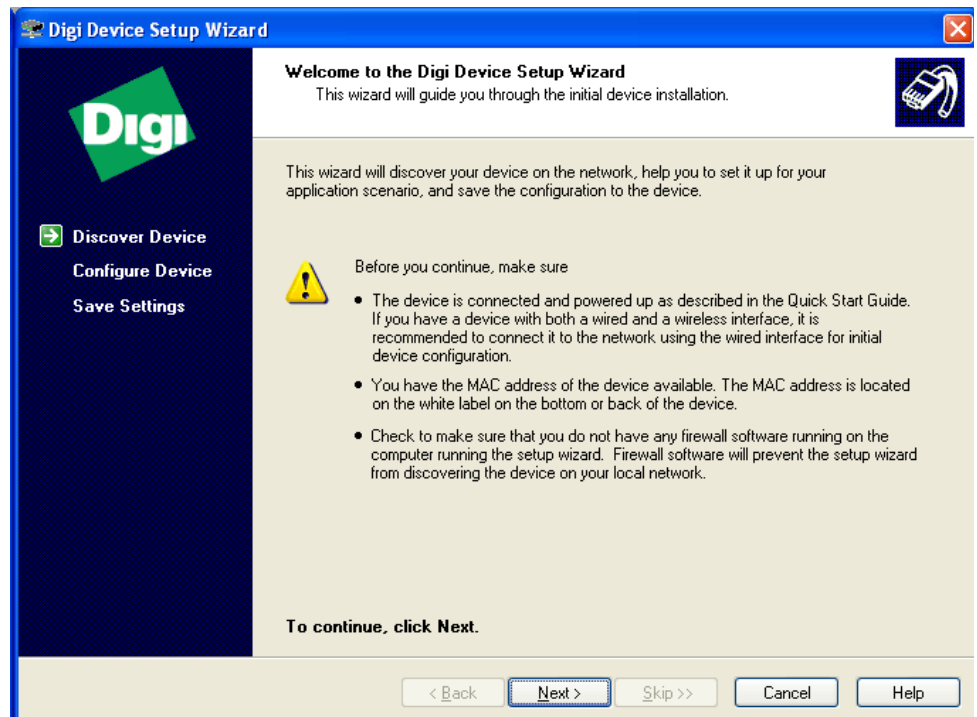 Digi Device Setup Wizard
DIGI
Discover Device
Configure Device
Save Settings
Welcome to the Digi Device Setup Wizard
This wizard will guide you through the initial device installation.
This wizard will discover your device on the network, help you to set it up for your
application scenario, and save the configuration to the device.
Before you continue, make sure
• The device is connected and powered up as described in the Quick Start Guide.
If you have a device with both a wired and a wireless interface, it is
recommended to connect it to the network using the wired interface for initial
device configuration.
• You have the MAC address of the device available. The MAC address is located
on the white label on the bottom or back of the device.
• Check to make sure that you do not have any firewall software running on the
computer running the setup wizard.  Firewall software will prevent the setup wizard
from discovering the device on your local network.
To continue, click Next.
< Back
Next >
Skip >>
Cancel
Help